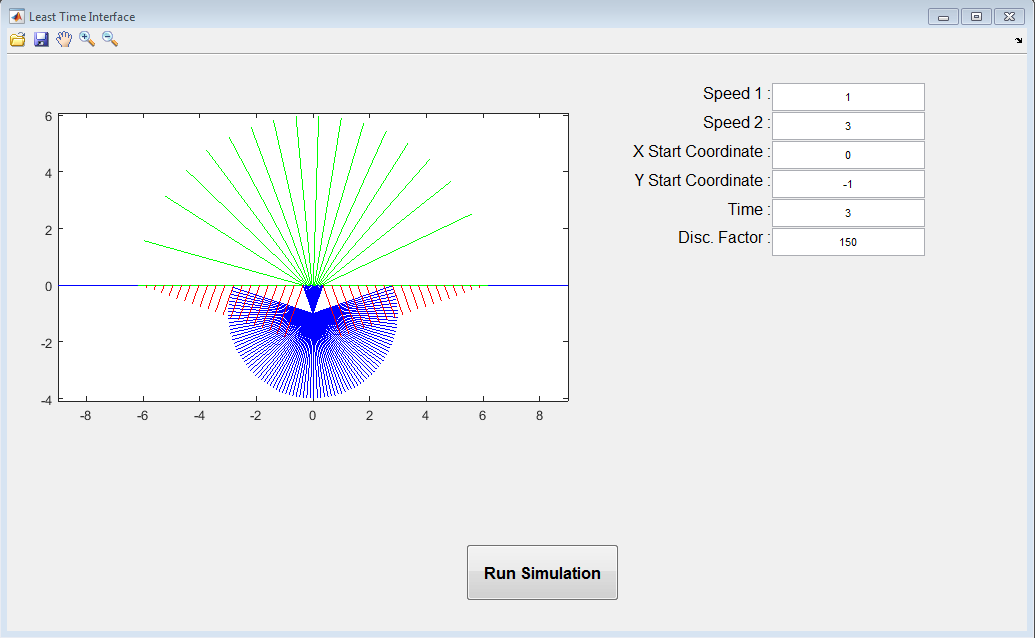 Least Time Interface
Speed 1 : 1
Speed 2 : 3
X Start Coordinate : 0
Y Start Coordinate : -1
Time : 3
Disc. Factor : 150
6
4
2
0
-2
-4
-8 -6 -4 -2 0 2 4 6 8
Run Simulation